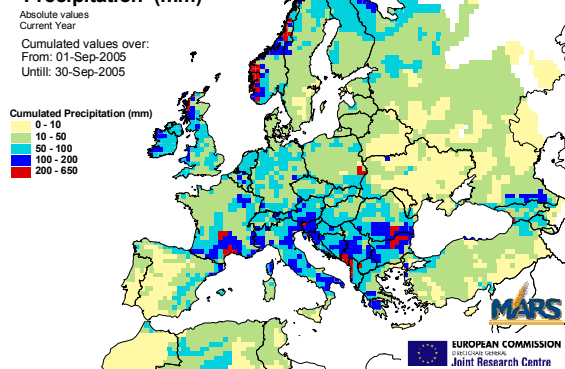 Precipitation (mm)
Absolute values
Current Year
Cumulated values over:
From: 01-Sep-2005
Untill: 30-Sep-2005
Cumulated Precipitation (mm)
0 - 10
10 - 50
50 - 100
100 - 200
200 - 650
MARS
EUROPEAN COMMISSION
DIRECTORATE GENERAL
Joint Research Centre